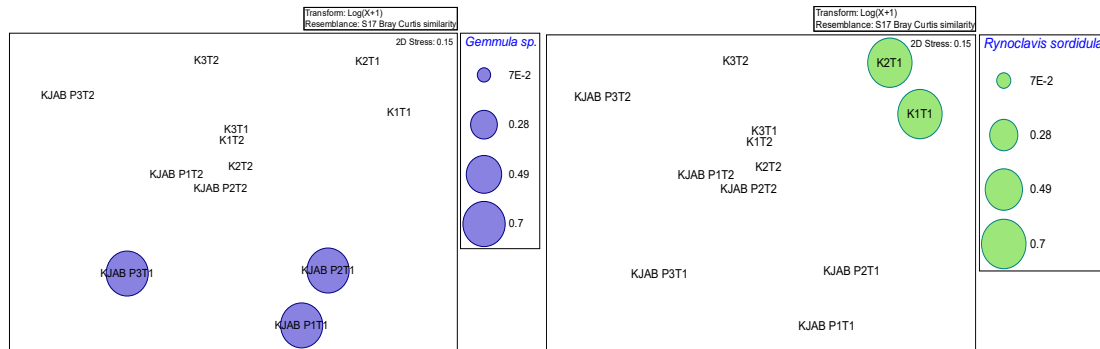 Transform: Log(X+1)
Resemblance: S17 Bray Curtis similarity
2D Stress: 0.15
K3T2
K2T1
KJAB P3T2
K1T1
K3T1
K1T2
K2T2
KJAB P1T2
KJAB P2T2
KJAB P3T1
KJAB P2T1
KJAB P1T1
Gemmula sp.
7E-2
0.28
0.49
0.7
Transform: Log(X+1)
Resemblance: S17 Bray Curtis similarity
2D Stress: 0.15
K3T2
K2T1
KJAB P3T2
K1T1
K3T1
K1T2
K2T2
KJAB P1T2
KJAB P2T2
KJAB P3T1
KJAB P2T1
KJAB P1T1
Rynoclavis sordidula
7E-2
0.28
0.49
0.7